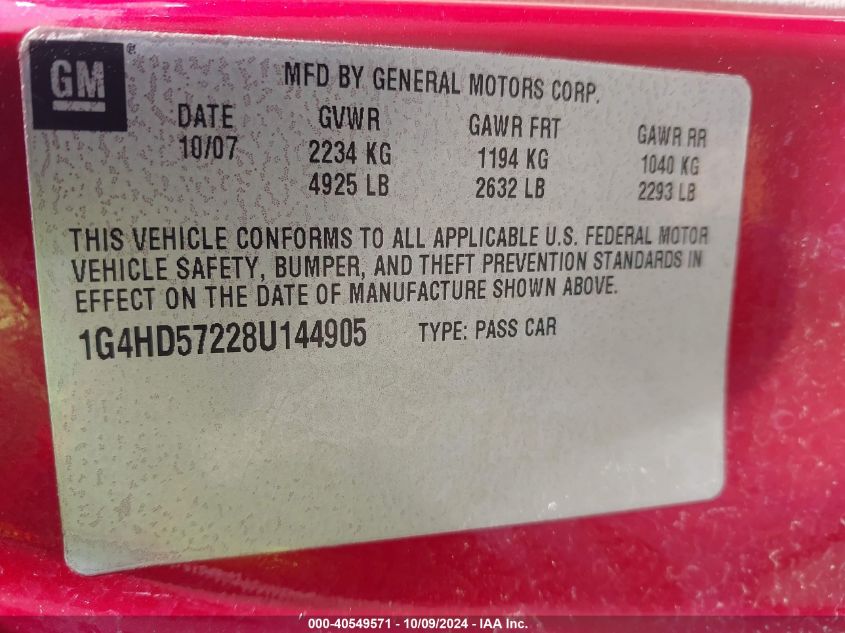 GM®
MFD BY GENERAL MOTORS CORP.
DATE GVWR GAWR FRT GAWR RR
10/07 2234 KG 1194 KG 1040 KG
4925 LB 2632 LB 2293 LB
THIS VEHICLE CONFORMS TO ALL APPLICABLE U.S. FEDERAL MOTOR
VEHICLE SAFETY, BUMPER, AND THEFT PREVENTION STANDARDS IN
EFFECT ON THE DATE OF MANUFACTURE SHOWN ABOVE.
1G4HD57228U144905 TYPE: PASS CAR
000-40549571 - 10/09/2024 - IAA Inc.